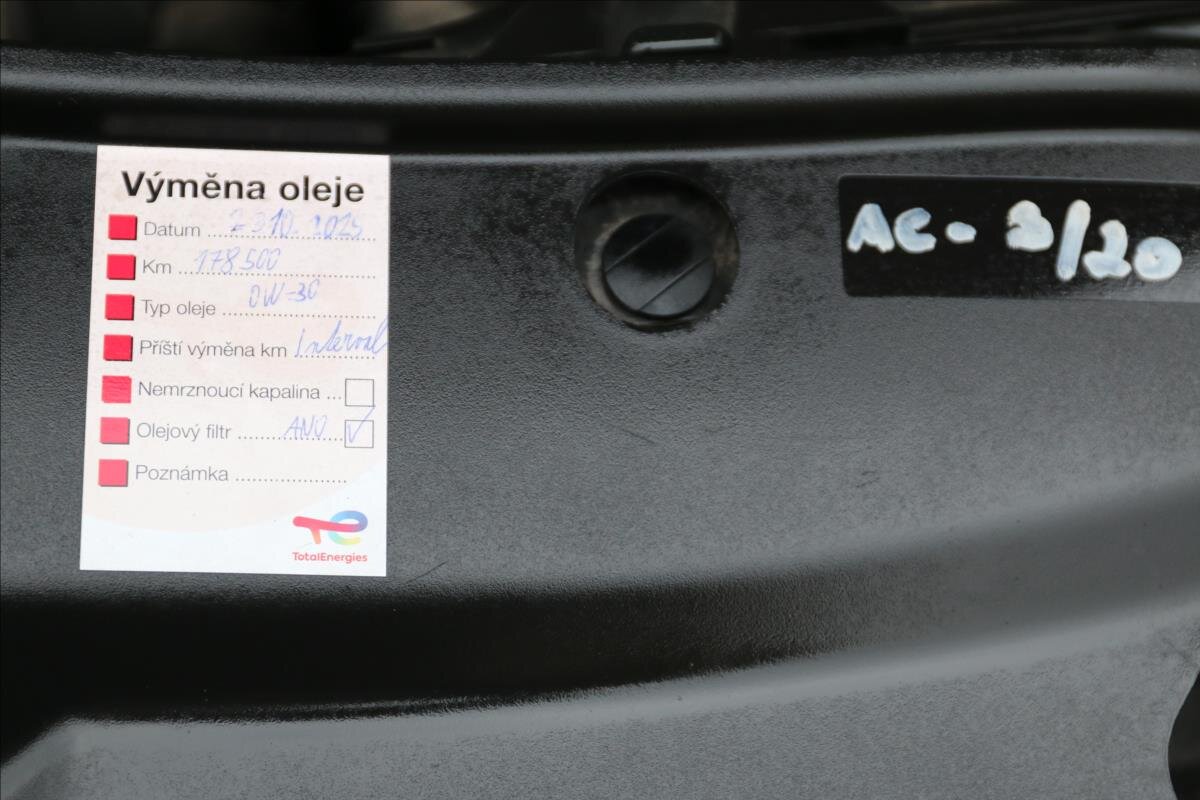 Výměna oleje
Datum 23 10. 2025
Km 178 500
Typ oleje 0W-30
Příští výměna km interval
Nemrznoucí kapalina
Olejový filtr ANO
Poznámka
TotalEnergies
AC- 3/20